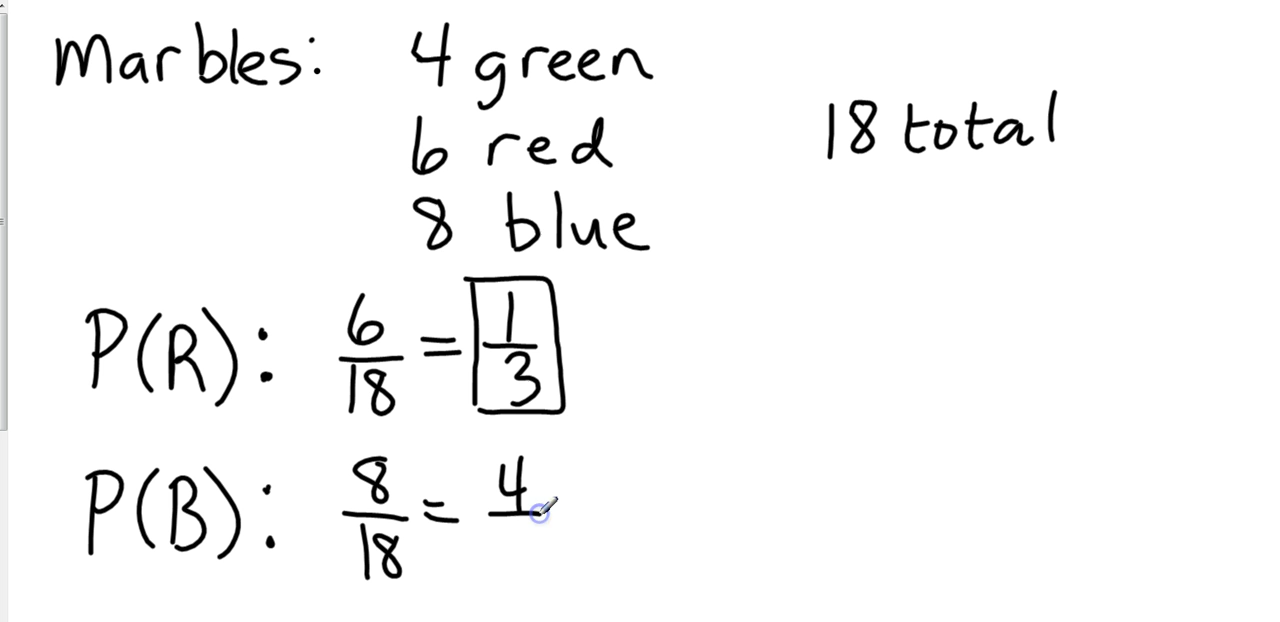 Marbles: 4 green
6 red
8 blue
18 total
P(R): 6/18 = 1/3
P(B): 8/18 = 4/